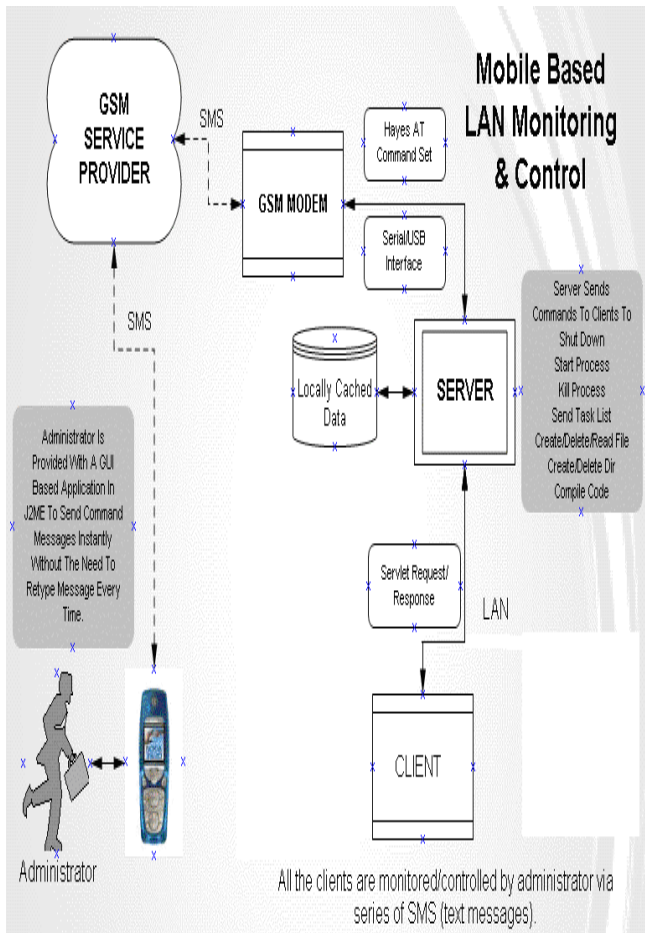 Mobile Based
LAN Monitoring
& Control
GSM
SERVICE
PROVIDER
SMS
GSM MODEM
Hayes AT
Command Set
Serial/USB
Interface
SMS
Locally Cached
Data
SERVER
Server Sends
Commands To Clients To
Shut Down
Start Process
Kill Process
Send Task List
Create/Delete/Read File
Create/Delete Dir
Compile Code
Administrator Is
Provided With A GUI
Based Application In
J2ME To Send Command
Messages Instantly
Without The Need To
Retype Message Every
Time.
Servlet Request/
Response
LAN
CLIENT
Administrator
All the clients are monitored/controlled by administrator via
series of SMS (text messages).